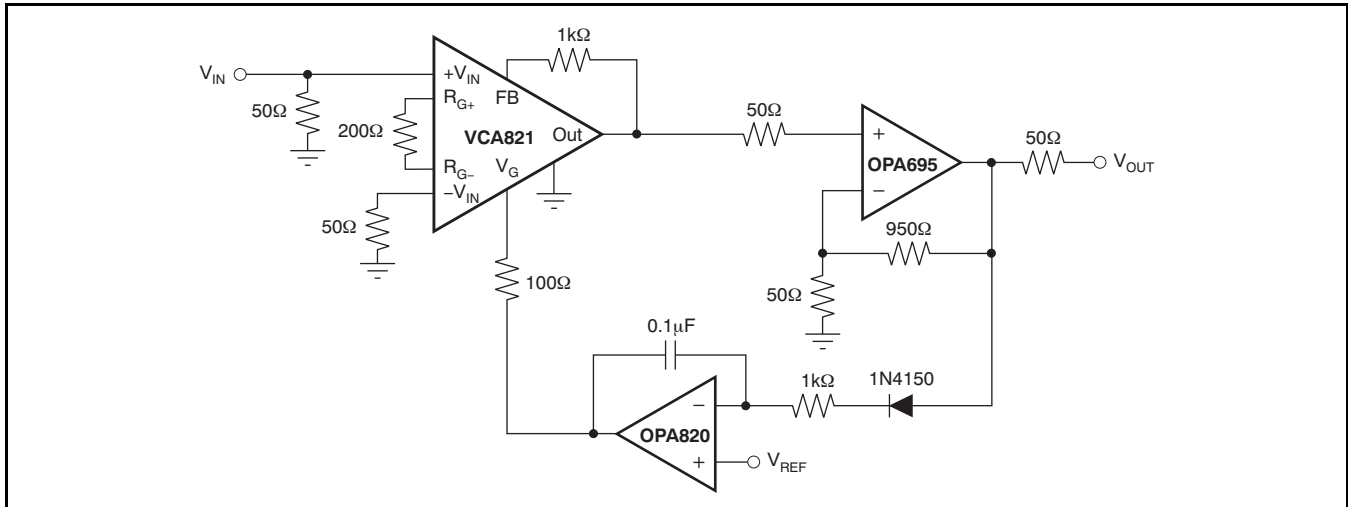 1kΩ
V_IN
+V_IN
R_G+
FB
50Ω
200Ω
VCA821
Out
50Ω
R_G−
V_G
−V_IN
50Ω
+
OPA695
−
50Ω
V_OUT
950Ω
50Ω
100Ω
0.1μF
1kΩ
1N4150
−
OPA820
+
V_REF